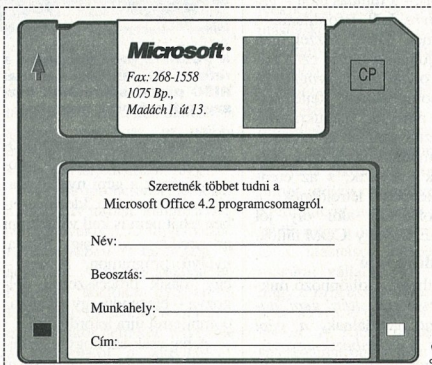 Microsoft
Fax: 268-1558
1075 Bp.,
Madách I. út 13.
CP
Szeretnék többet tudni a
Microsoft Office 4.2 programcsomagról.
Név:
Beosztás:
Munkahely:
Cím: